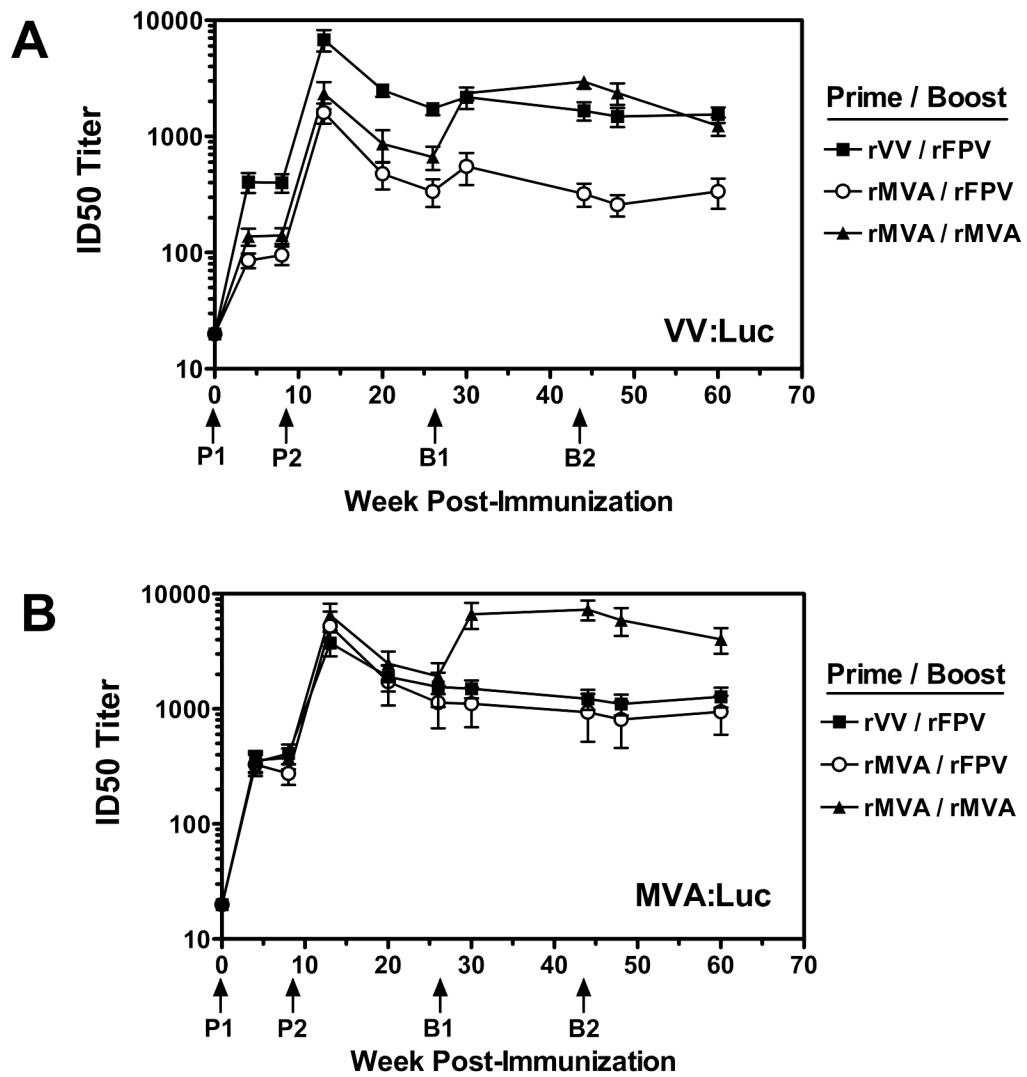 A
ID50 Titer
10000
1000
100
10
0 10 20 30 40 50 60 70
P1 P2 B1 B2
Week Post-Immunization
VV:Luc
Prime / Boost
rVV / rFPV
rMVA / rFPV
rMVA / rMVA
B
ID50 Titer
10000
1000
100
10
0 10 20 30 40 50 60 70
P1 P2 B1 B2
Week Post-Immunization
MVA:Luc
Prime / Boost
rVV / rFPV
rMVA / rFPV
rMVA / rMVA